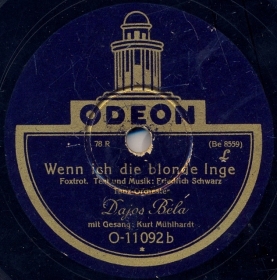 ODEON
78 R
(Be 8559)
Wenn ich die blonde Inge
Foxtrot. Text und Musik: Friedrich Schwarz
Tanz-Orchester
Dajos Béla
mit Gesang: Kurt Mühlhardt
O-11092b